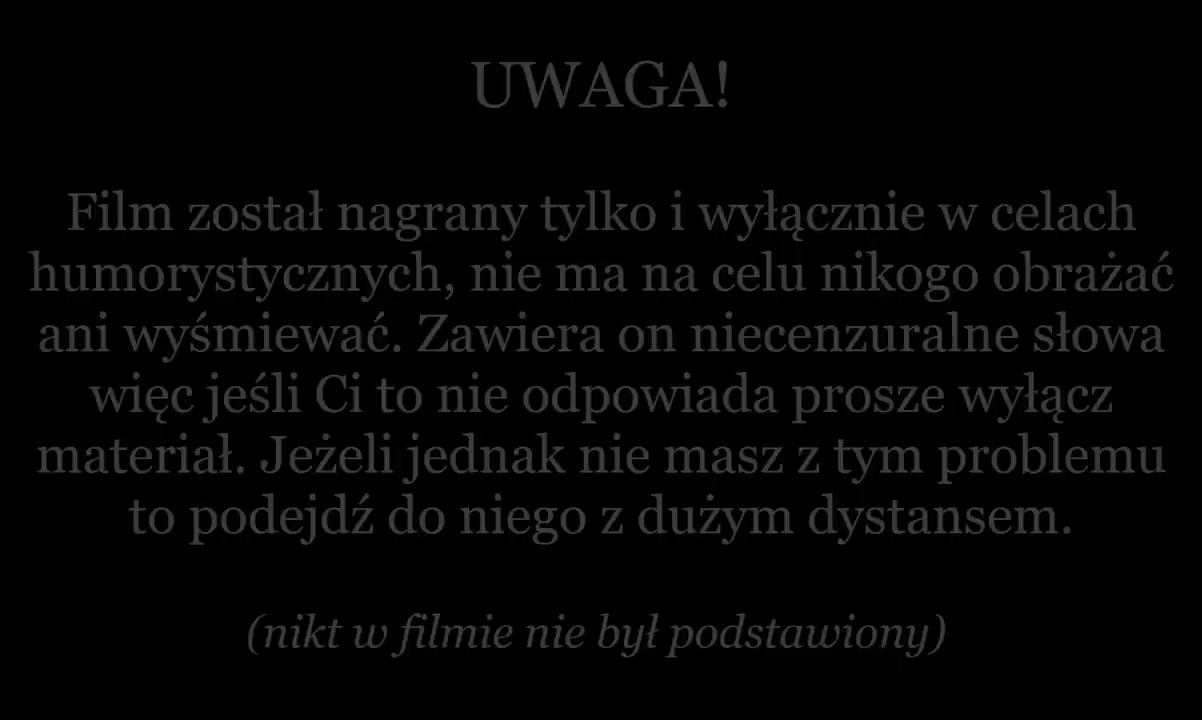 UWAGA!
Film został nagrany tylko i wyłącznie w celach
humorystycznych, nie ma na celu nikogo obrażać
ani wyśmiewać. Zawiera on niecenzuralne słowa
więc jeśli Ci to nie odpowiada prosze wyłącz
materiał. Jeżeli jednak nie masz z tym problemu
to podejdź do niego z dużym dystansem.
(nikt w filmie nie był podstawiony)